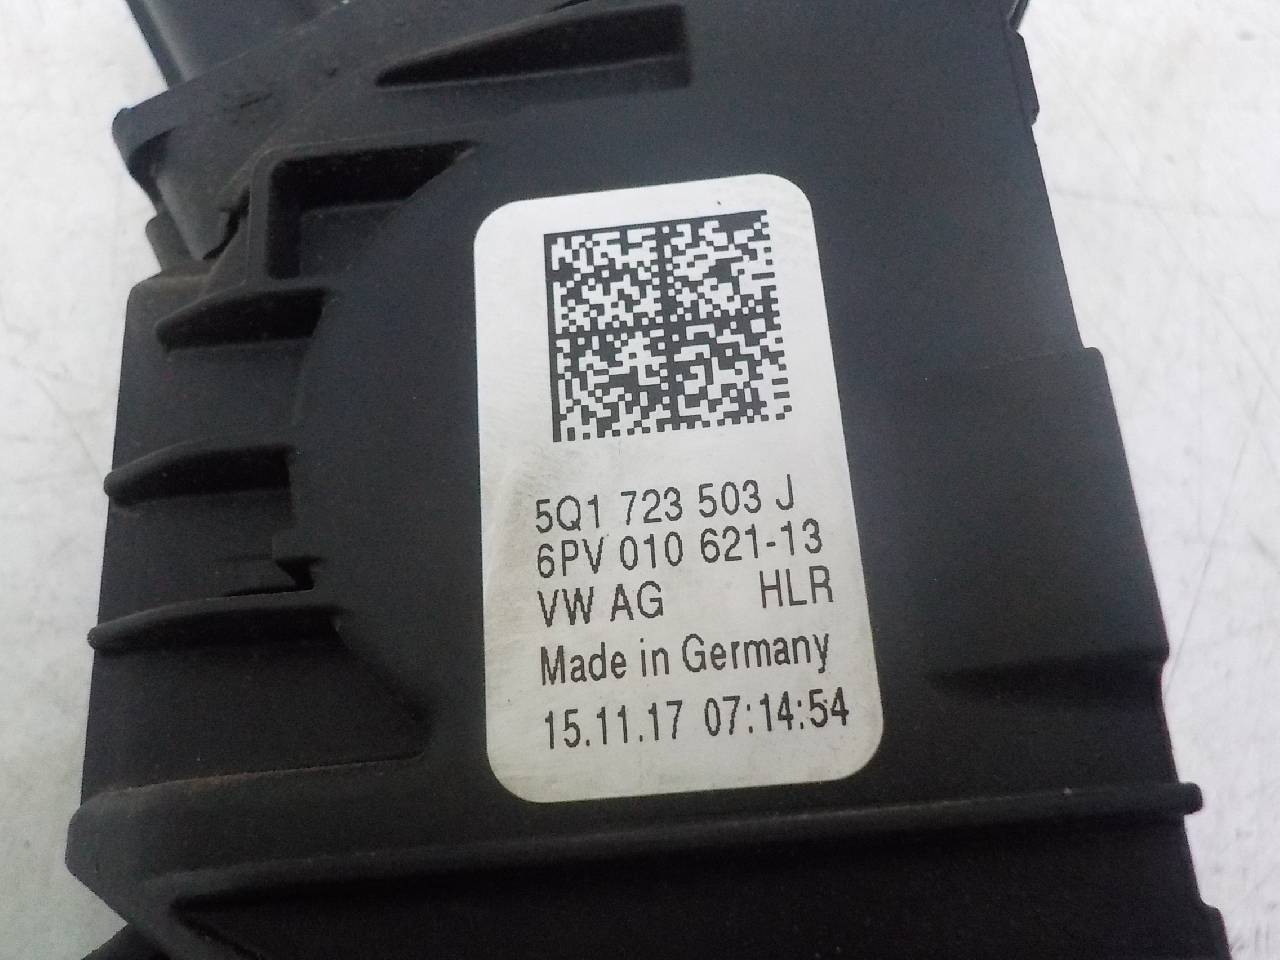 5Q1 723 503 J
6PV 010 621-13
VW AG HLR
Made in Germany
15.11.17 07:14:54